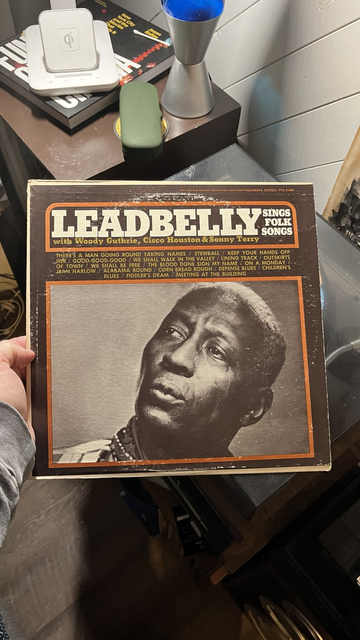 Qi
FOLKWAYS
LEADBELLY SINGS
FOLK
SONGS
with Woody Guthrie, Cisco Houston & Sonny Terry
THERE'S A MAN GOING ROUND TAKING NAMES / STEWBALL / KEEP YOUR HANDS OFF
HER / GOOD-GOOD-GOOD / WE SHALL WALK IN THE VALLEY / LINING TRACK / OUTSKIRTS
OF TOWN / WE SHALL BE FREE / THE BLOOD DONE SIGN MY NAME / ON A MONDAY /
JEAN HARLOW / ALABAMA BOUND / CORN BREAD ROUGH / DEFENSE BLUES / CHILDREN'S
BLUES / FIDDLER'S DRAM / MEETING AT THE BUILDING